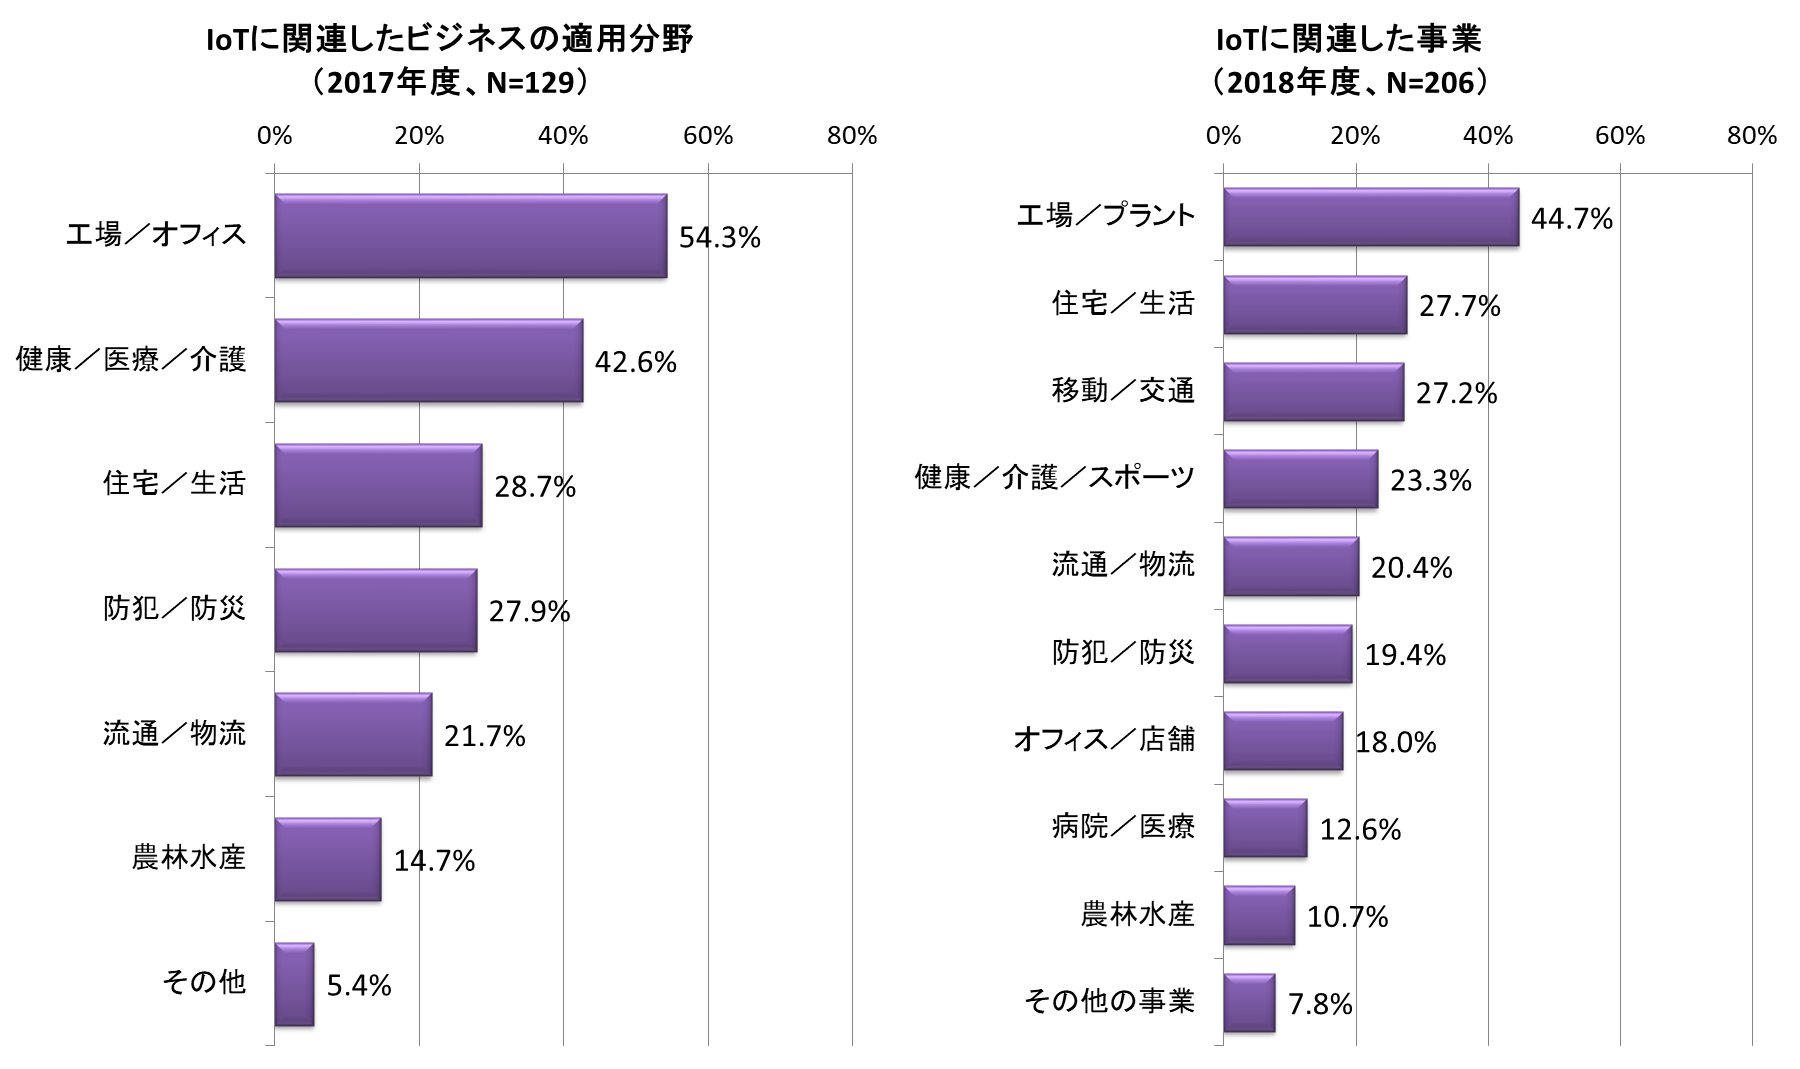 IoTに関連したビジネスの適用分野
（2017年度、N=129）
0% 20% 40% 60% 80%
工場／オフィス 54.3%
健康／医療／介護 42.6%
住宅／生活 28.7%
防犯／防災 27.9%
流通／物流 21.7%
農林水産 14.7%
その他 5.4%
IoTに関連した事業
（2018年度、N=206）
0% 20% 40% 60% 80%
工場／プラント 44.7%
住宅／生活 27.7%
移動／交通 27.2%
健康／介護／スポーツ 23.3%
流通／物流 20.4%
防犯／防災 19.4%
オフィス／店舗 18.0%
病院／医療 12.6%
農林水産 10.7%
その他の事業 7.8%